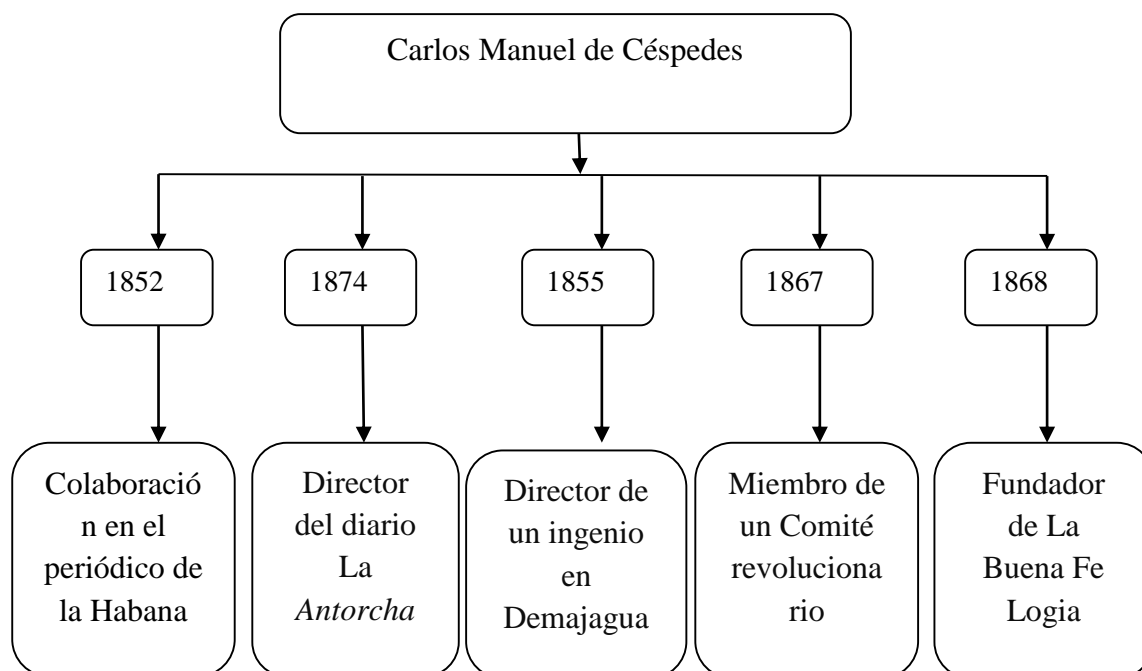 Carlos Manuel de Céspedes
1852
1874
1855
1867
1868
Colaboració
n en el
periódico de
la Habana
Director
del diario
La
Antorcha
Director de
un ingenio
en
Demajagua
Miembro de
un Comité
revoluciona
rio
Fundador
de La
Buena Fe
Logia